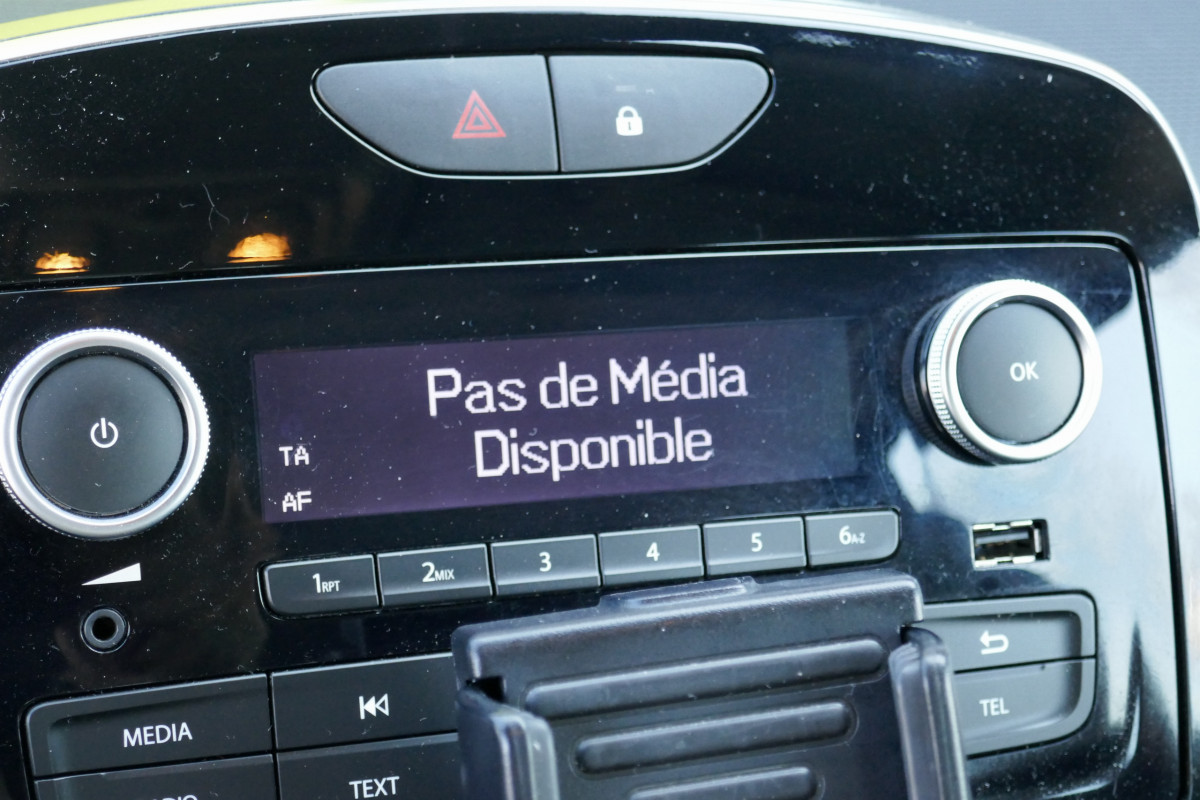 OK
Pas de Média
Disponible
TA
AF
1RPT
2MIX
3
4
5
6A-Z
MEDIA
TEL
TEXT